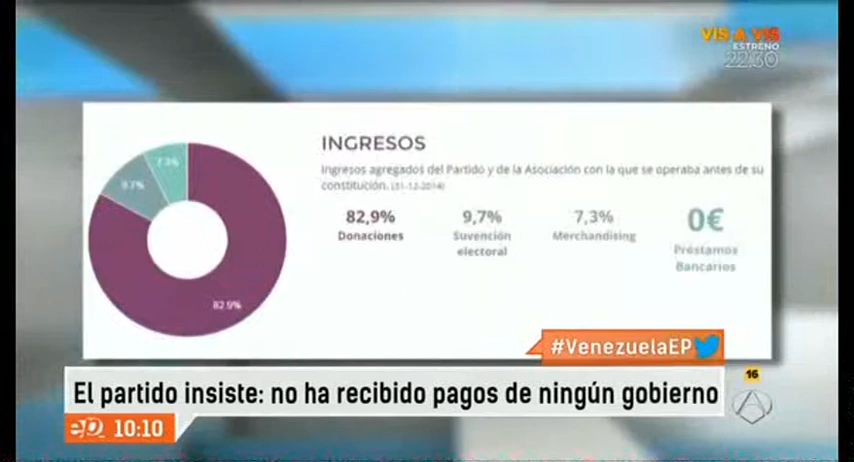 VIS A VIS
ESTRENO
22:30
INGRESOS
Ingresos agregados del Partido y de la Asociación con la que se operaba antes de su
constitución. (31-12-2014)
7.3%
9.7%
82.9%
82,9%
Donaciones
9,7%
Suvención
electoral
7,3%
Merchandising
0€
Préstamos
Bancarios
#VenezuelaEP
16
El partido insiste: no ha recibido pagos de ningún gobierno
ep 10:10